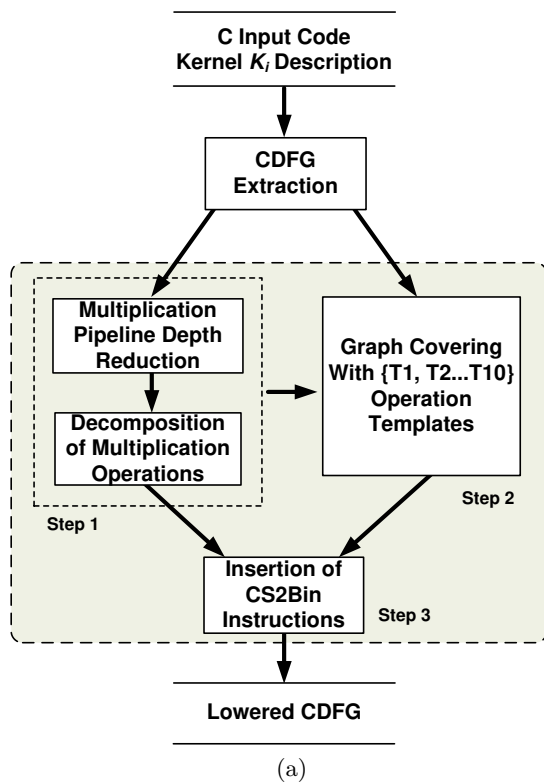 C Input Code
Kernel Ki Description
CDFG
Extraction
Multiplication
Pipeline Depth
Reduction
Decomposition
of Multiplication
Operations
Step 1
Graph Covering
With {T1, T2...T10}
Operation
Templates
Step 2
Insertion of
CS2Bin
Instructions
Step 3
Lowered CDFG
(a)